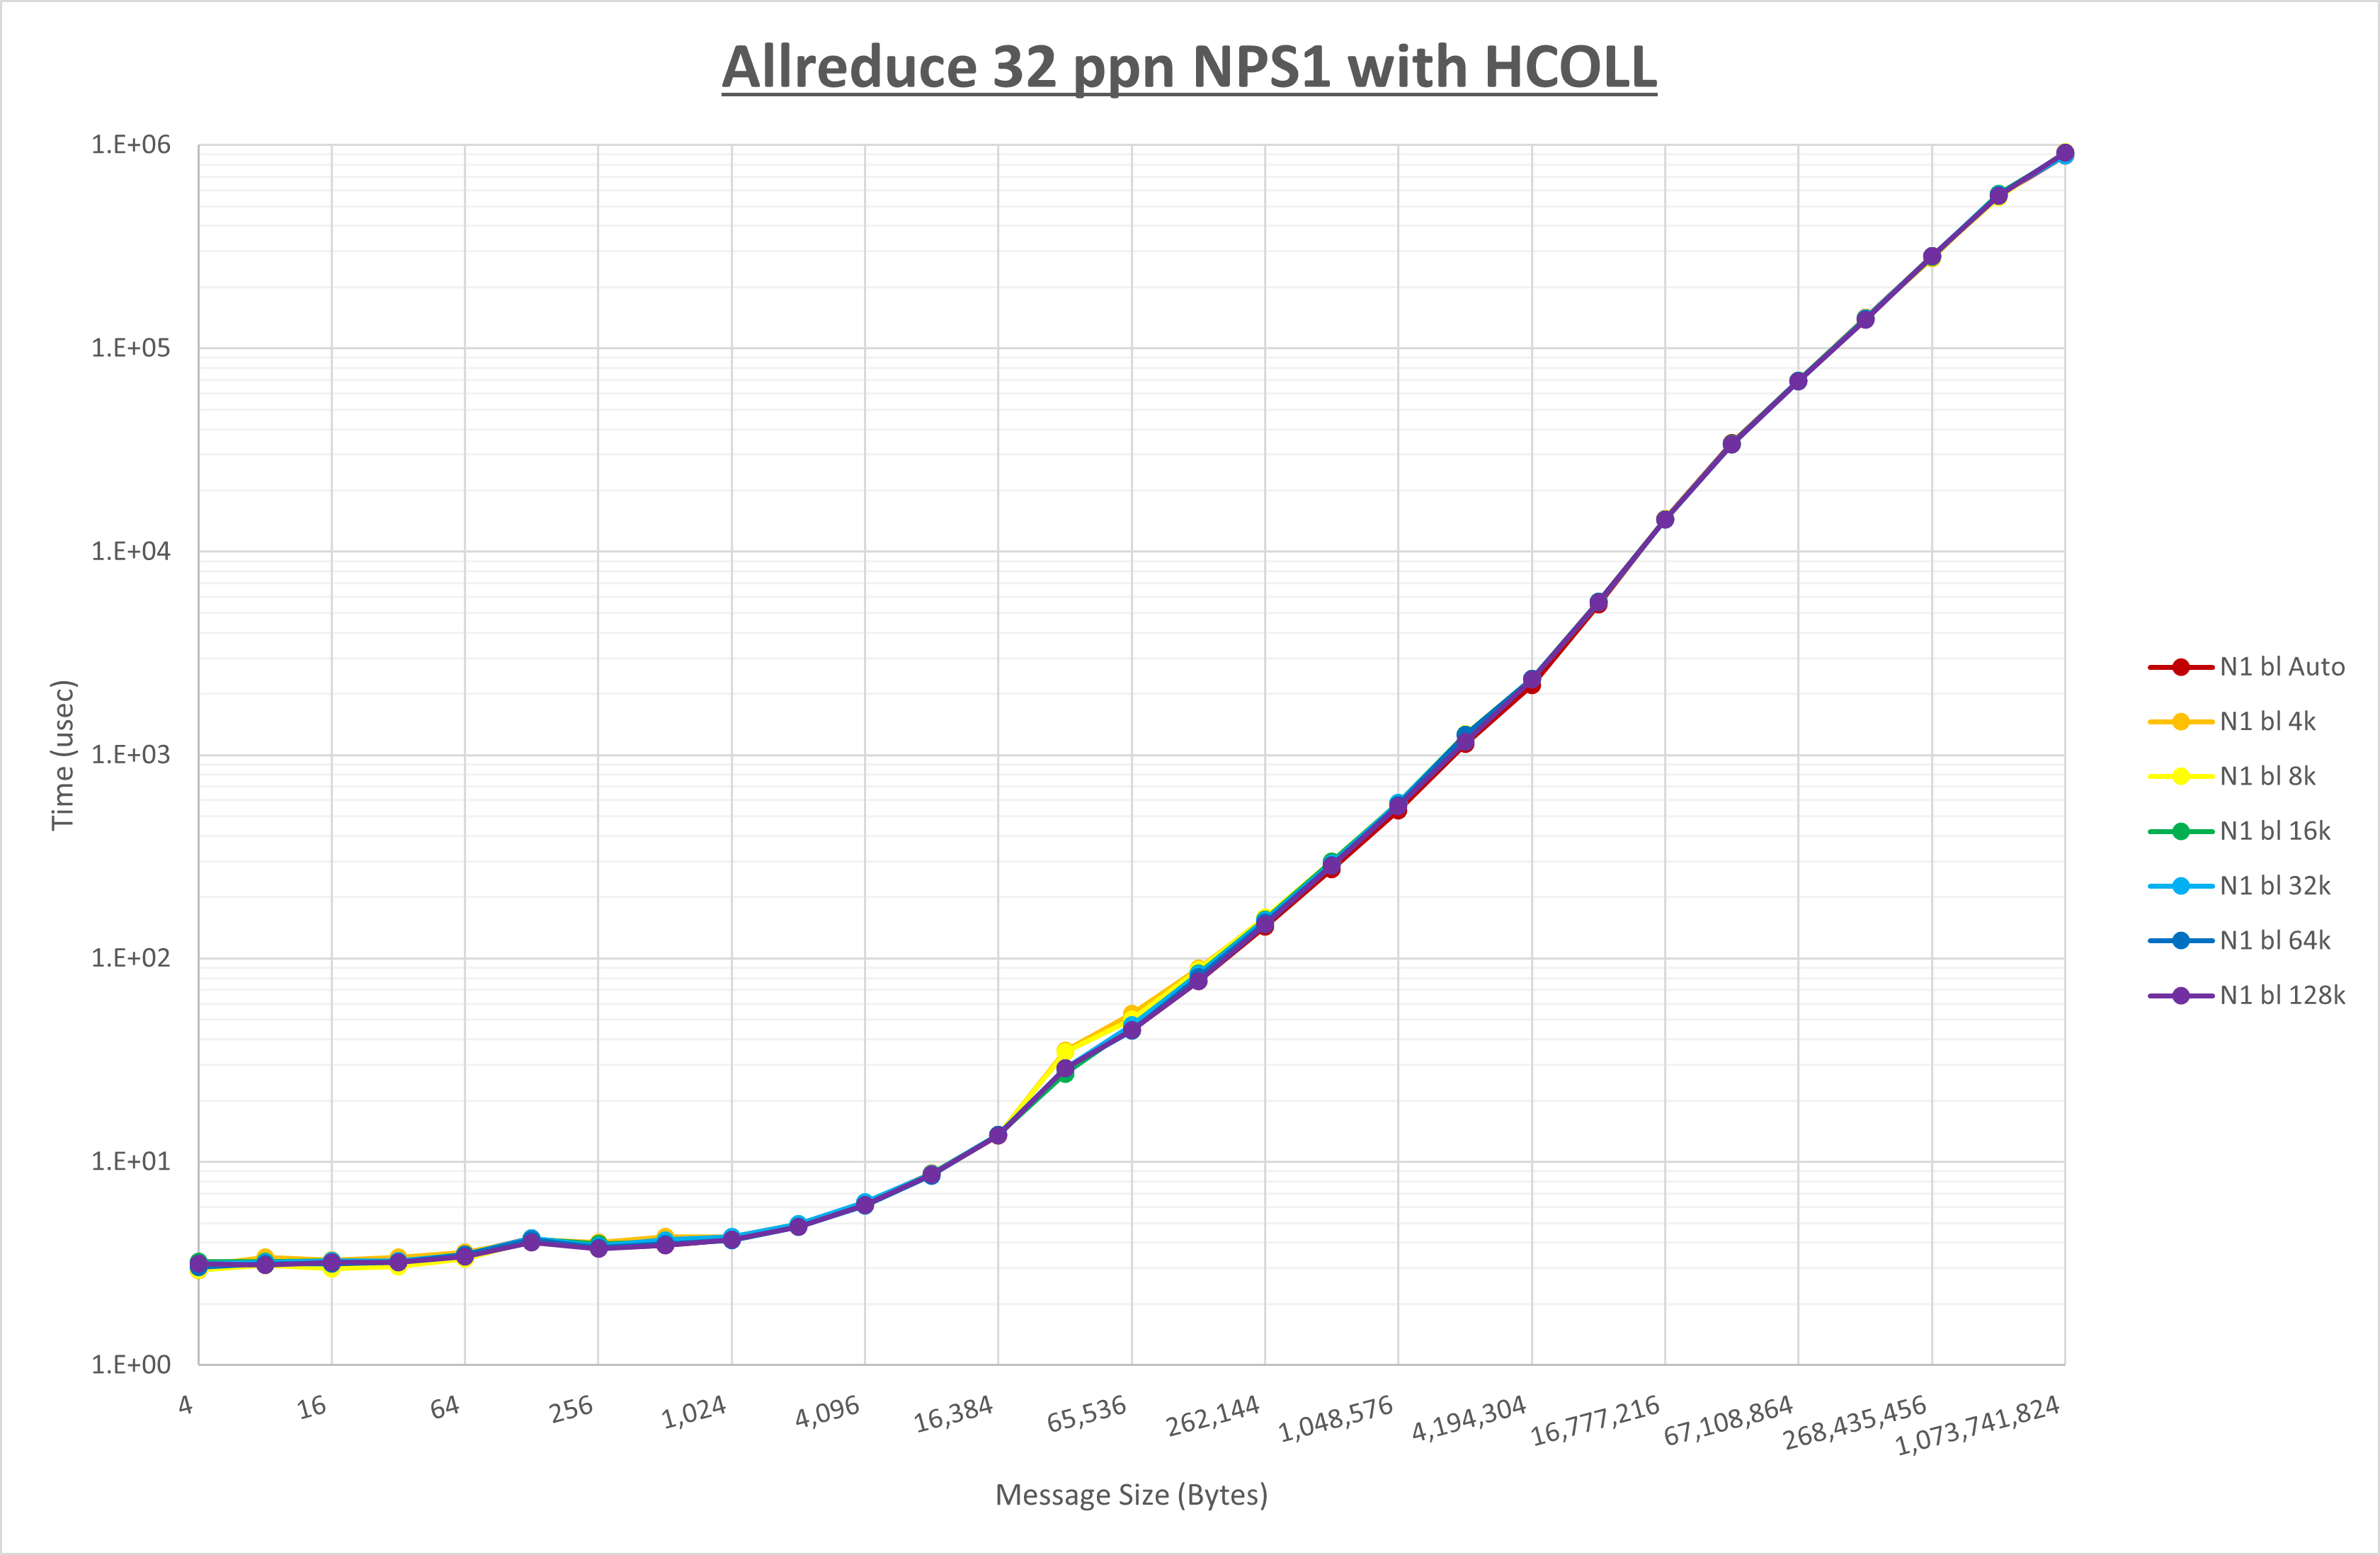 Allreduce 32 ppn NPS1 with HCOLL
1.E+06
1.E+05
1.E+04
1.E+03
1.E+02
1.E+01
1.E+00
Time (usec)
4
16
64
256
1,024
4,096
16,384
65,536
262,144
1,048,576
4,194,304
16,777,216
67,108,864
268,435,456
1,073,741,824
Message Size (Bytes)
N1 bl Auto
N1 bl 4k
N1 bl 8k
N1 bl 16k
N1 bl 32k
N1 bl 64k
N1 bl 128k